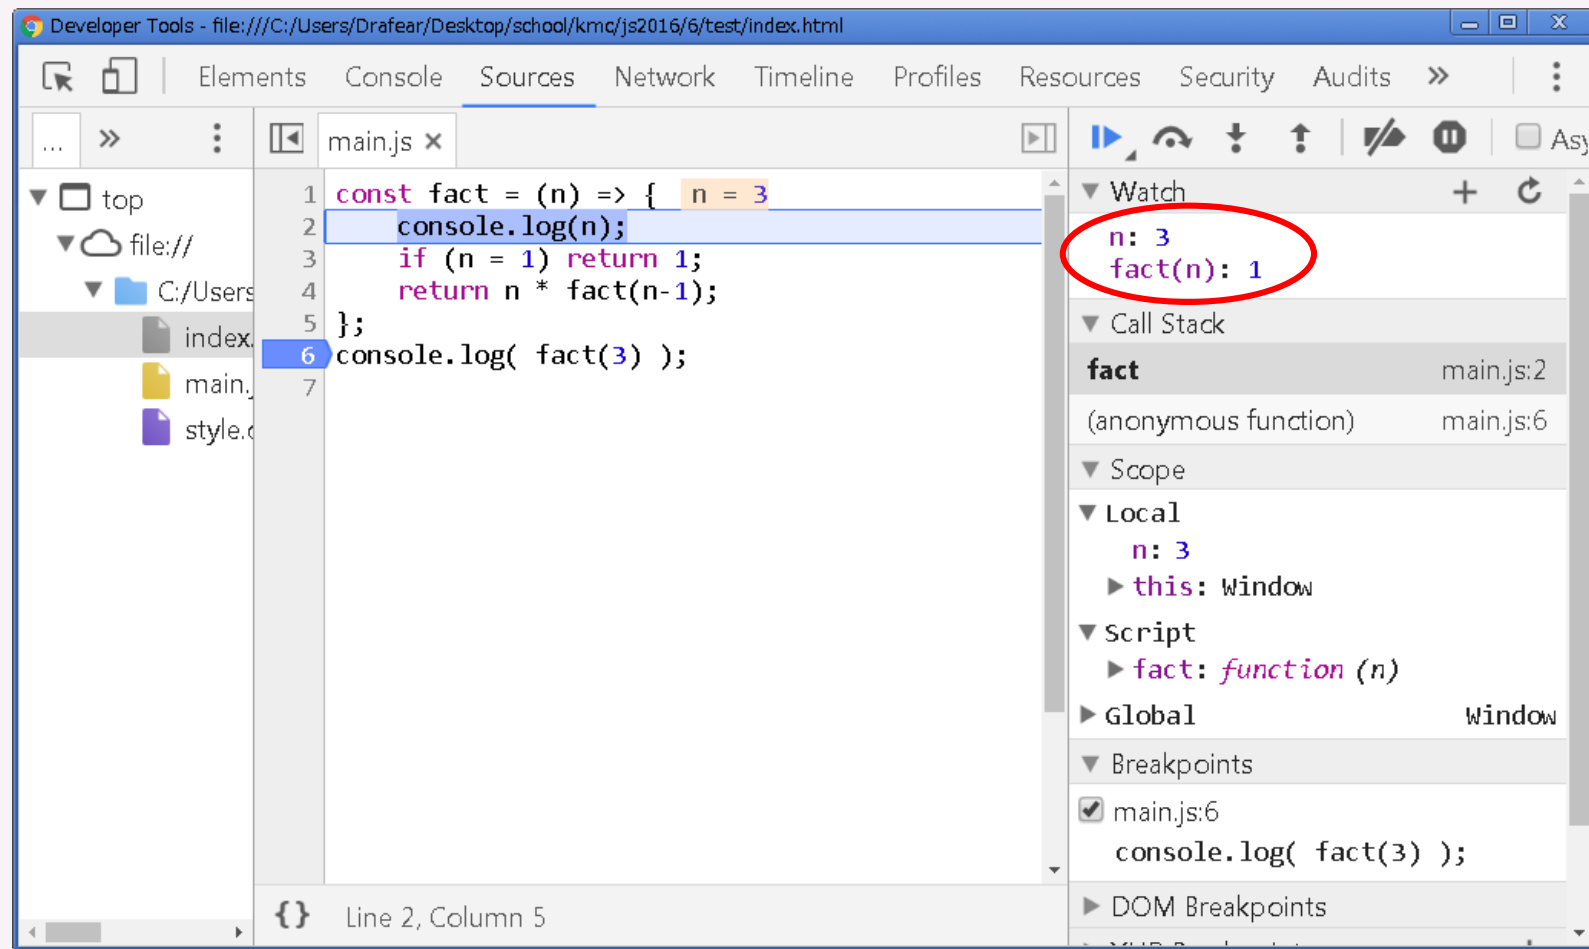 Developer Tools - file:///C:/Users/Drafear/Desktop/school/kmc/js2016/6/test/index.html
Elements Console Sources Network Timeline Profiles Resources Security Audits »
... » main.js × Asy
top
file://
C:/Users
index.
main.j
style.c
1 const fact = (n) => { n = 3
2 console.log(n);
3 if (n = 1) return 1;
4 return n * fact(n-1);
5 };
6 console.log( fact(3) );
7
{} Line 2, Column 5
Watch
n: 3
fact(n): 1
Call Stack
fact main.js:2
(anonymous function) main.js:6
Scope
Local
n: 3
this: Window
Script
fact: function (n)
Global Window
Breakpoints
main.js:6
console.log( fact(3) );
DOM Breakpoints